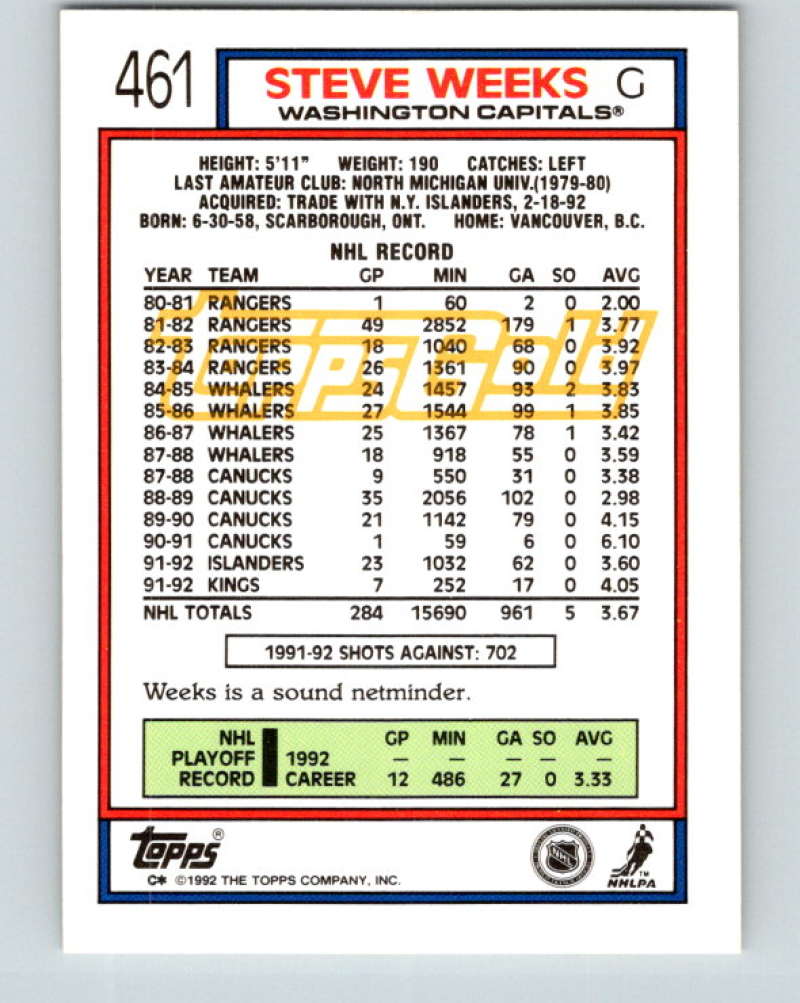 461
STEVE WEEKS G
WASHINGTON CAPITALS®
HEIGHT: 5'11" WEIGHT: 190 CATCHES: LEFT
LAST AMATEUR CLUB: NORTH MICHIGAN UNIV.(1979-80)
ACQUIRED: TRADE WITH N.Y. ISLANDERS, 2-18-92
BORN: 6-30-58, SCARBOROUGH, ONT. HOME: VANCOUVER, B.C.
NHL RECORD
YEAR TEAM GP MIN GA SO AVG
80-81 RANGERS 1 60 2 0 2.00
81-82 RANGERS 49 2852 179 1 3.77
82-83 RANGERS 18 1040 68 0 3.92
83-84 RANGERS 26 1361 90 0 3.97
84-85 WHALERS 24 1457 93 2 3.83
85-86 WHALERS 27 1544 99 1 3.85
86-87 WHALERS 25 1367 78 1 3.42
87-88 WHALERS 18 918 55 0 3.59
87-88 CANUCKS 9 550 31 0 3.38
88-89 CANUCKS 35 2056 102 0 2.98
89-90 CANUCKS 21 1142 79 0 4.15
90-91 CANUCKS 1 59 6 0 6.10
91-92 ISLANDERS 23 1032 62 0 3.60
91-92 KINGS 7 252 17 0 4.05
NHL TOTALS 284 15690 961 5 3.67
ToppsGold
1991-92 SHOTS AGAINST: 702
Weeks is a sound netminder.
NHL GP MIN GA SO AVG
PLAYOFF 1992 — — — — —
RECORD CAREER 12 486 27 0 3.33
Topps®
C* ©1992 THE TOPPS COMPANY, INC.
NHL
TM
NHLPA